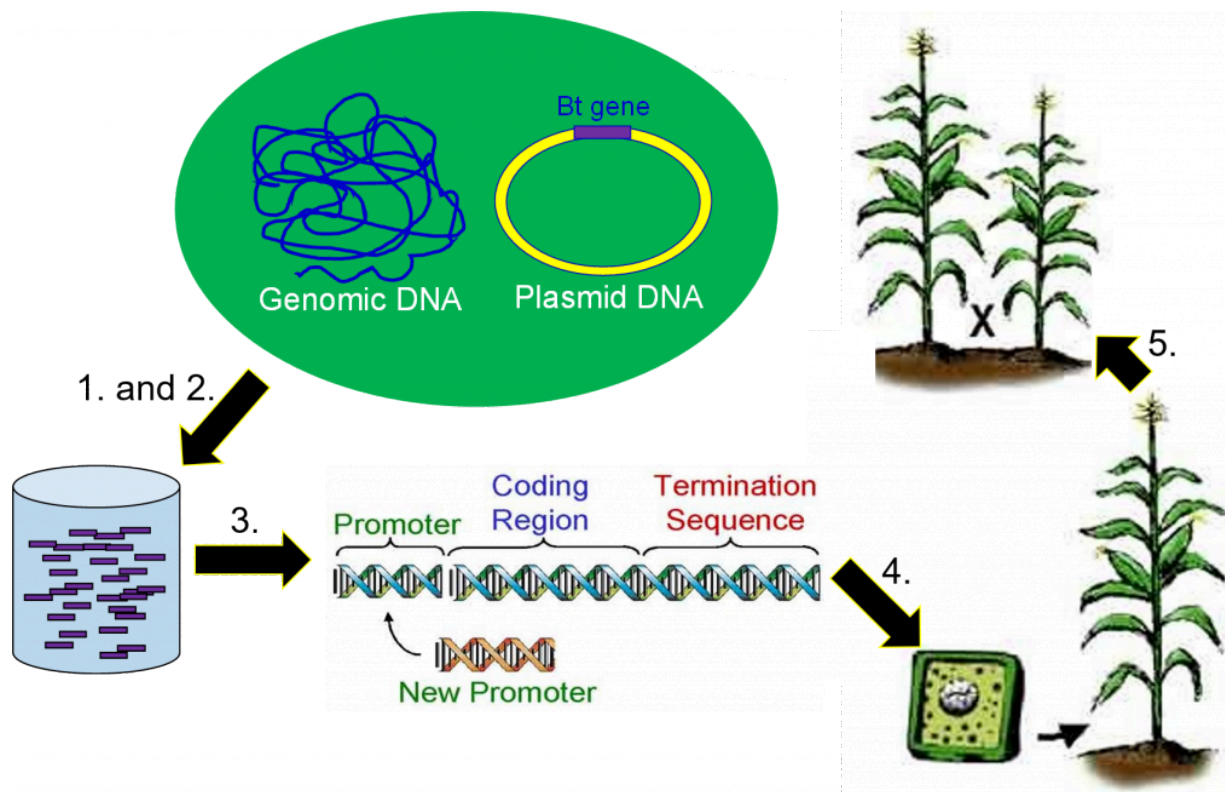 Bt gene
Genomic DNA
Plasmid DNA
1. and 2.
3.
Promoter
Coding
Region
Termination
Sequence
New Promoter
4.
5.
X